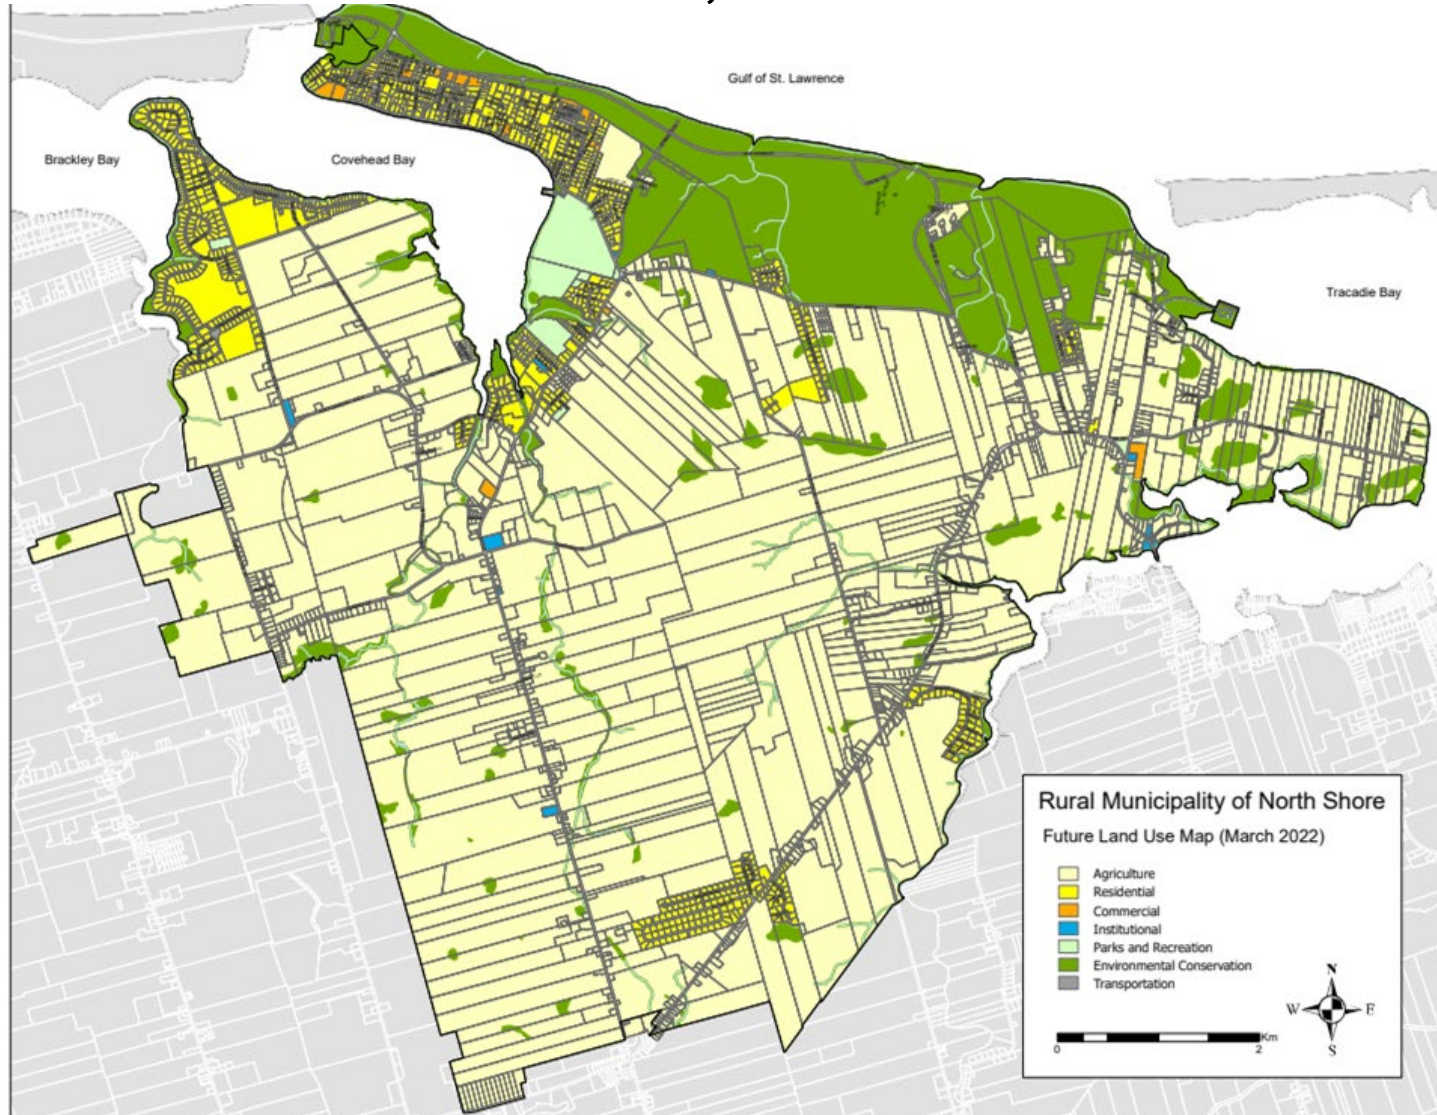 Gulf of St. Lawrence
Brackley Bay
Covehead Bay
Tracadie Bay
Rural Municipality of North Shore
Future Land Use Map (March 2022)
Agriculture
Residential
Commercial
Institutional
Parks and Recreation
Environmental Conservation
Transportation
N
W
E
S
Km
0
2